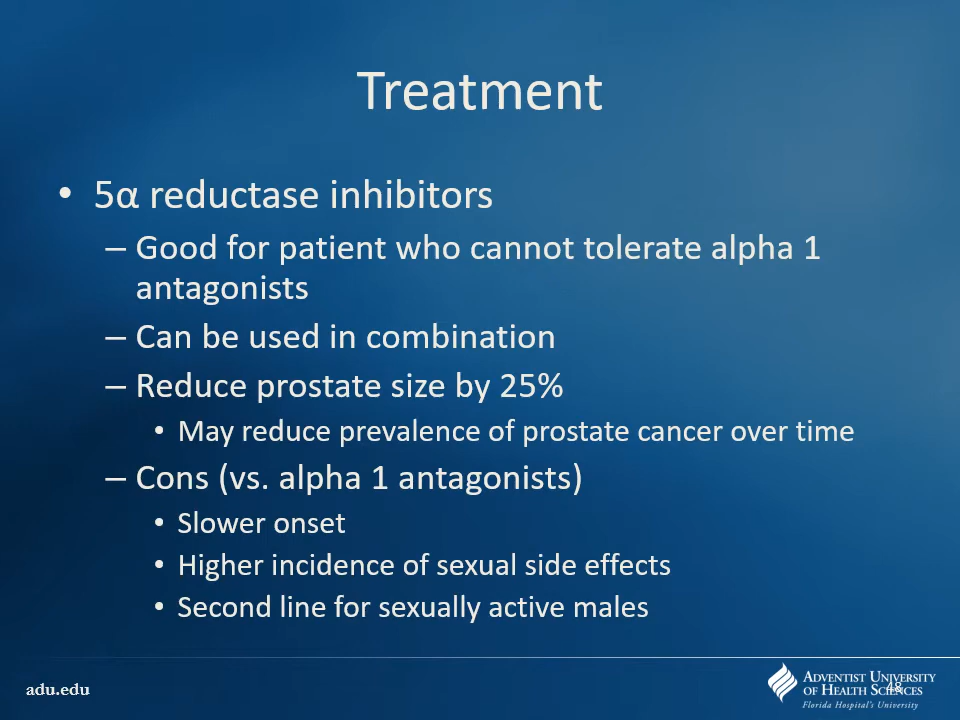 Treatment
• 5α reductase inhibitors
– Good for patient who cannot tolerate alpha 1
antagonists
– Can be used in combination
– Reduce prostate size by 25%
• May reduce prevalence of prostate cancer over time
– Cons (vs. alpha 1 antagonists)
• Slower onset
• Higher incidence of sexual side effects
• Second line for sexually active males
adu.edu
ADVENTIST UNIVERSITY
OF HEALTH SCIENCES
48
Florida Hospital's University